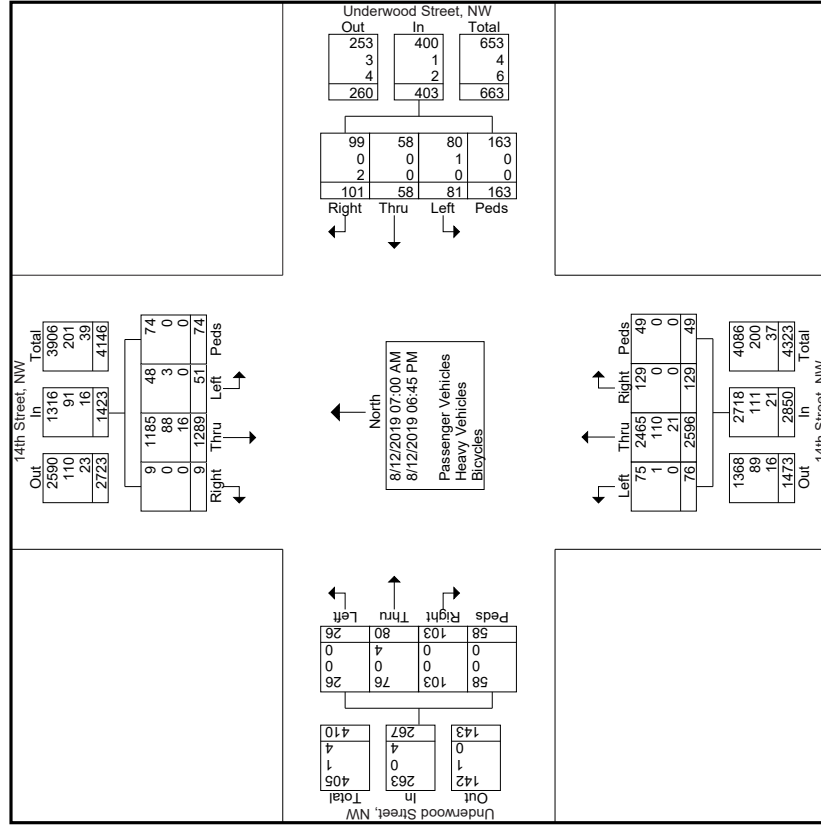 Underwood Street, NW
Out In Total
253 400 653
3 1 4
4 2 6
260 403 663
99 58 80 163
0 0 1 0
2 0 0 0
101 58 81 163
Right Thru Left Peds
14th Street, NW
Out In Total
2590 1316 3906
110 91 201
23 16 39
2723 1423 4146
9 1185 48 74
0 88 3 0
0 16 0 0
9 1289 51 74
Right Thru Left Peds
North
8/12/2019 07:00 AM
8/12/2019 06:45 PM
Passenger Vehicles
Heavy Vehicles
Bicycles
Left Thru Right Peds
75 2465 129 49
1 110 0 0
0 21 0 0
76 2596 129 49
1368 2718 4086
89 111 200
16 21 37
1473 2850 4323
Out In Total
14th Street, NW
Peds Right Thru Left
58 103 80 26
0 0 4 0
0 0 0 0
58 103 76 26
143 267 410
0 4 4
1 0 1
142 263 405
Out In Total
Underwood Street, NW